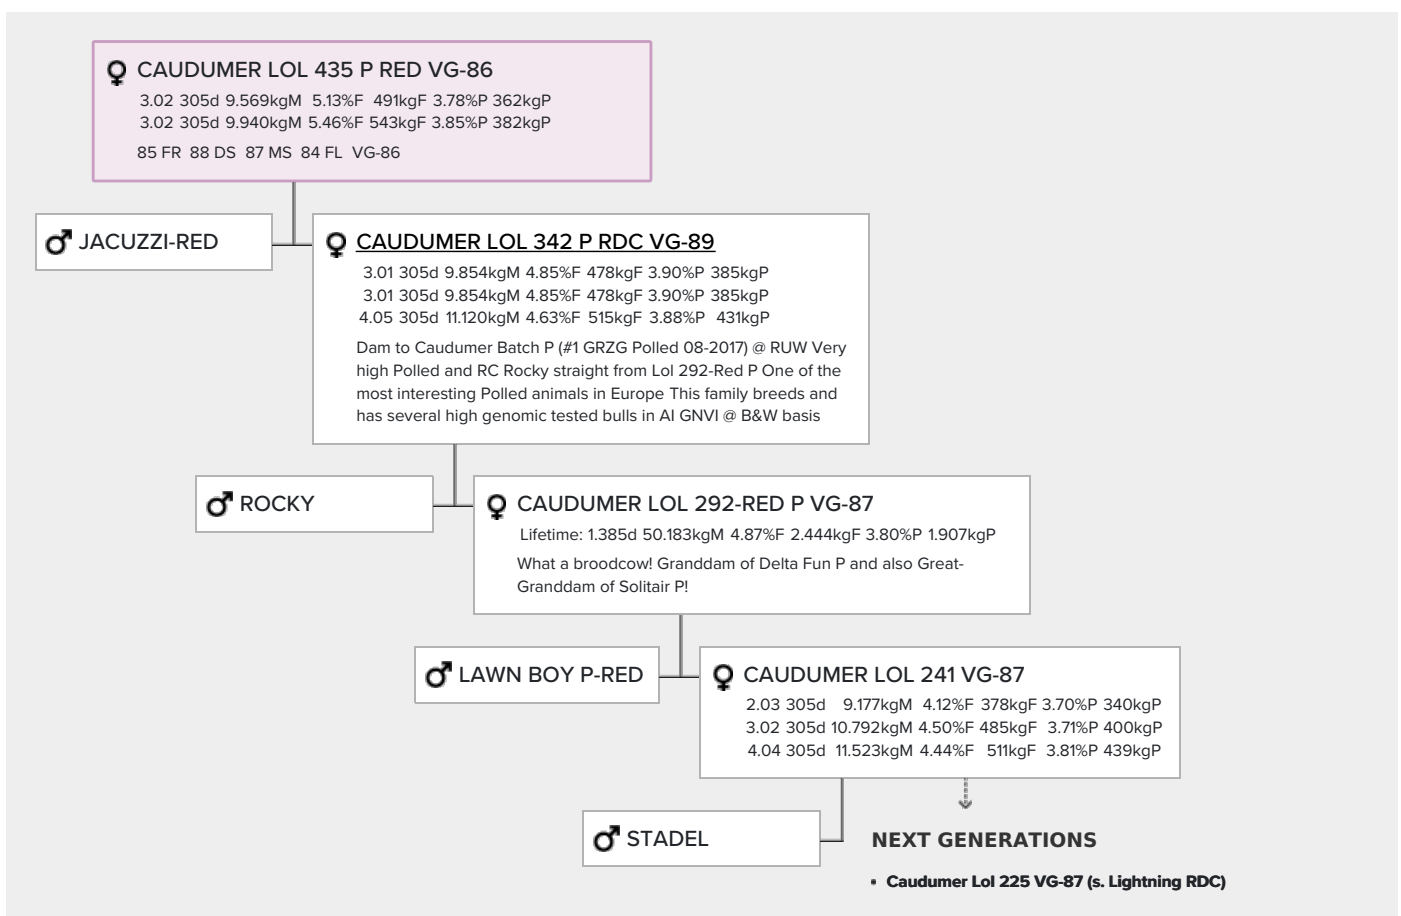 CAUDUMER LOL 435 P RED VG-86
3.02 305d 9.569kgM 5.13%F 491kgF 3.78%P 362kgP
3.02 305d 9.940kgM 5.46%F 543kgF 3.85%P 382kgP
85 FR 88 DS 87 MS 84 FL VG-86
JACUZZI-RED
CAUDUMER LOL 342 P RDC VG-89
3.01 305d 9.854kgM 4.85%F 478kgF 3.90%P 385kgP
3.01 305d 9.854kgM 4.85%F 478kgF 3.90%P 385kgP
4.05 305d 11.120kgM 4.63%F 515kgF 3.88%P 431kgP
Dam to Caudumer Batch P (#1 GRZG Polled 08-2017) @ RUW Very
high Polled and RC Rocky straight from Lol 292-Red P One of the
most interesting Polled animals in Europe This family breeds and
has several high genomic tested bulls in AI GNVI @ B&W basis
ROCKY
CAUDUMER LOL 292-RED P VG-87
Lifetime: 1.385d 50.183kgM 4.87%F 2.444kgF 3.80%P 1.907kgP
What a broodcow! Granddam of Delta Fun P and also Great-
Granddam of Solitair P!
LAWN BOY P-RED
CAUDUMER LOL 241 VG-87
2.03 305d 9.177kgM 4.12%F 378kgF 3.70%P 340kgP
3.02 305d 10.792kgM 4.50%F 485kgF 3.71%P 400kgP
4.04 305d 11.523kgM 4.44%F 511kgF 3.81%P 439kgP
STADEL
NEXT GENERATIONS
• Caudumer Lol 225 VG-87 (s. Lightning RDC)